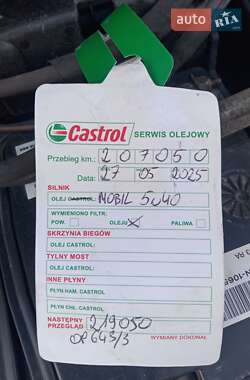 auto RIA
Castrol SERWIS OLEJOWY
Przebieg km.: 207050
Data: 27 05 2025
SILNIK
OLEJ CASTROL: MOBIL 5W40
WYMIENIONO FILTR:
POW. OLEJU PALIWA
SKRZYNIA BIEGÓW
OLEJ CASTROL:
TYLNY MOST
OLEJ CASTROL:
INNE PŁYNY
PŁYN HAM. CASTROL
PŁYN CHŁ. CASTROL
NASTĘPNY PRZEGLĄD 219050
WYMIANY DOKONAŁ
OP643/3